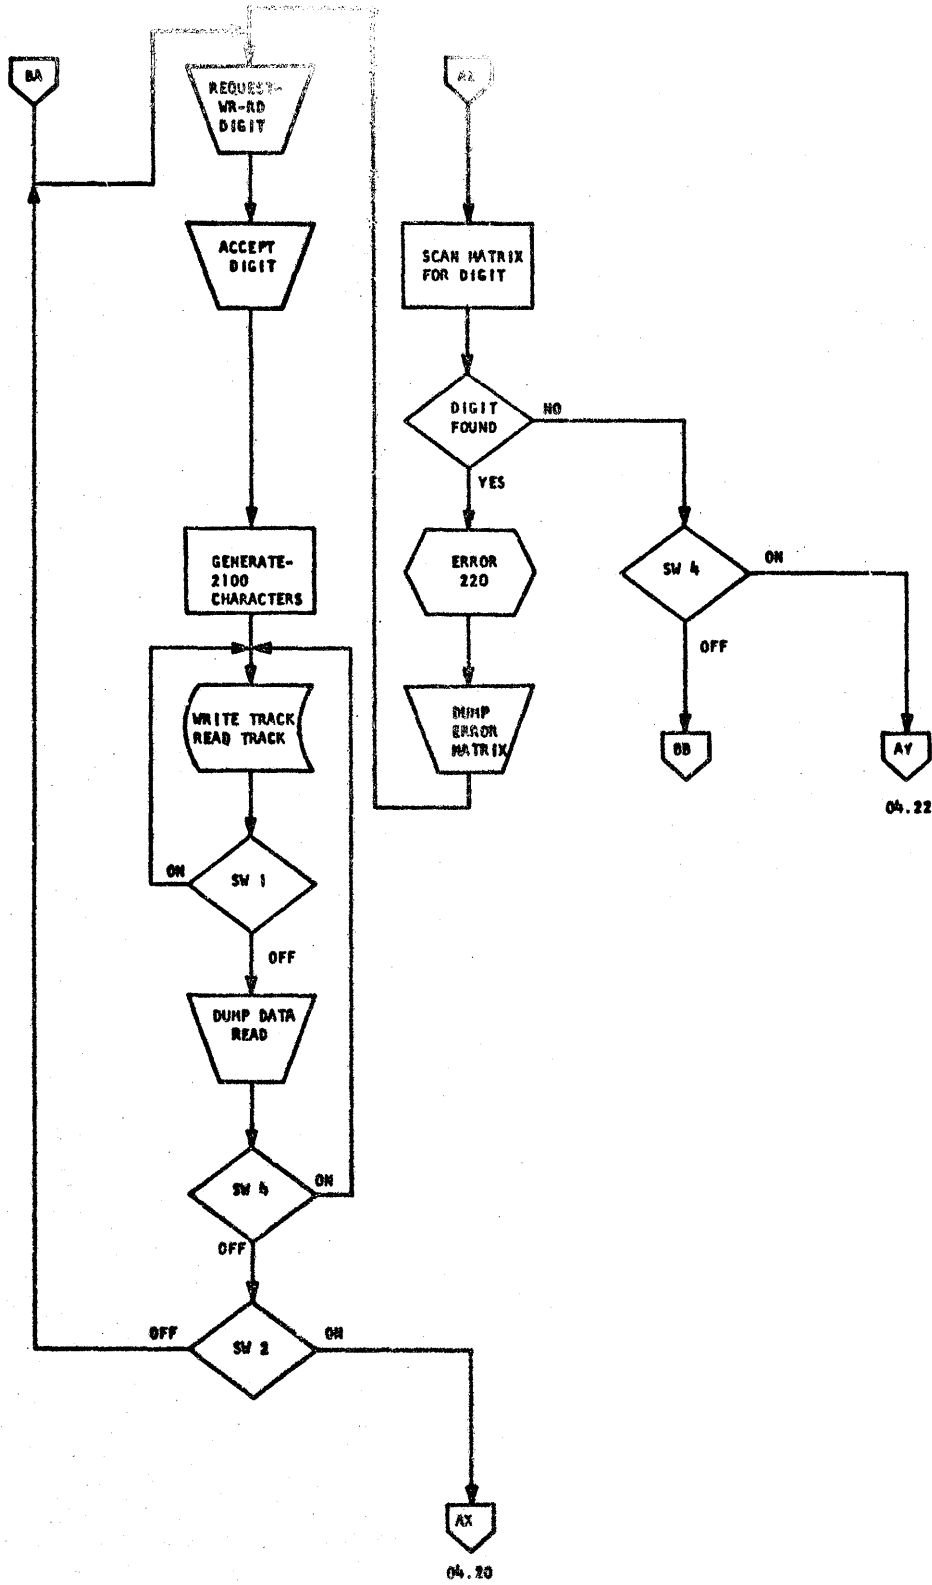 BA
REQUEST-
WR-RD
DIGIT
ACCEPT
DIGIT
GENERATE-
2100
CHARACTERS
WRITE TRACK
READ TRACK
ON
SW 1
OFF
DUMP DATA
READ
SW 4
ON
OFF
OFF
SW 2
ON
AX
04.20
AZ
SCAN MATRIX
FOR DIGIT
DIGIT
FOUND
NO
YES
ERROR
220
DUMP
ERROR
MATRIX
SW 4
ON
OFF
BB
AY
04.22